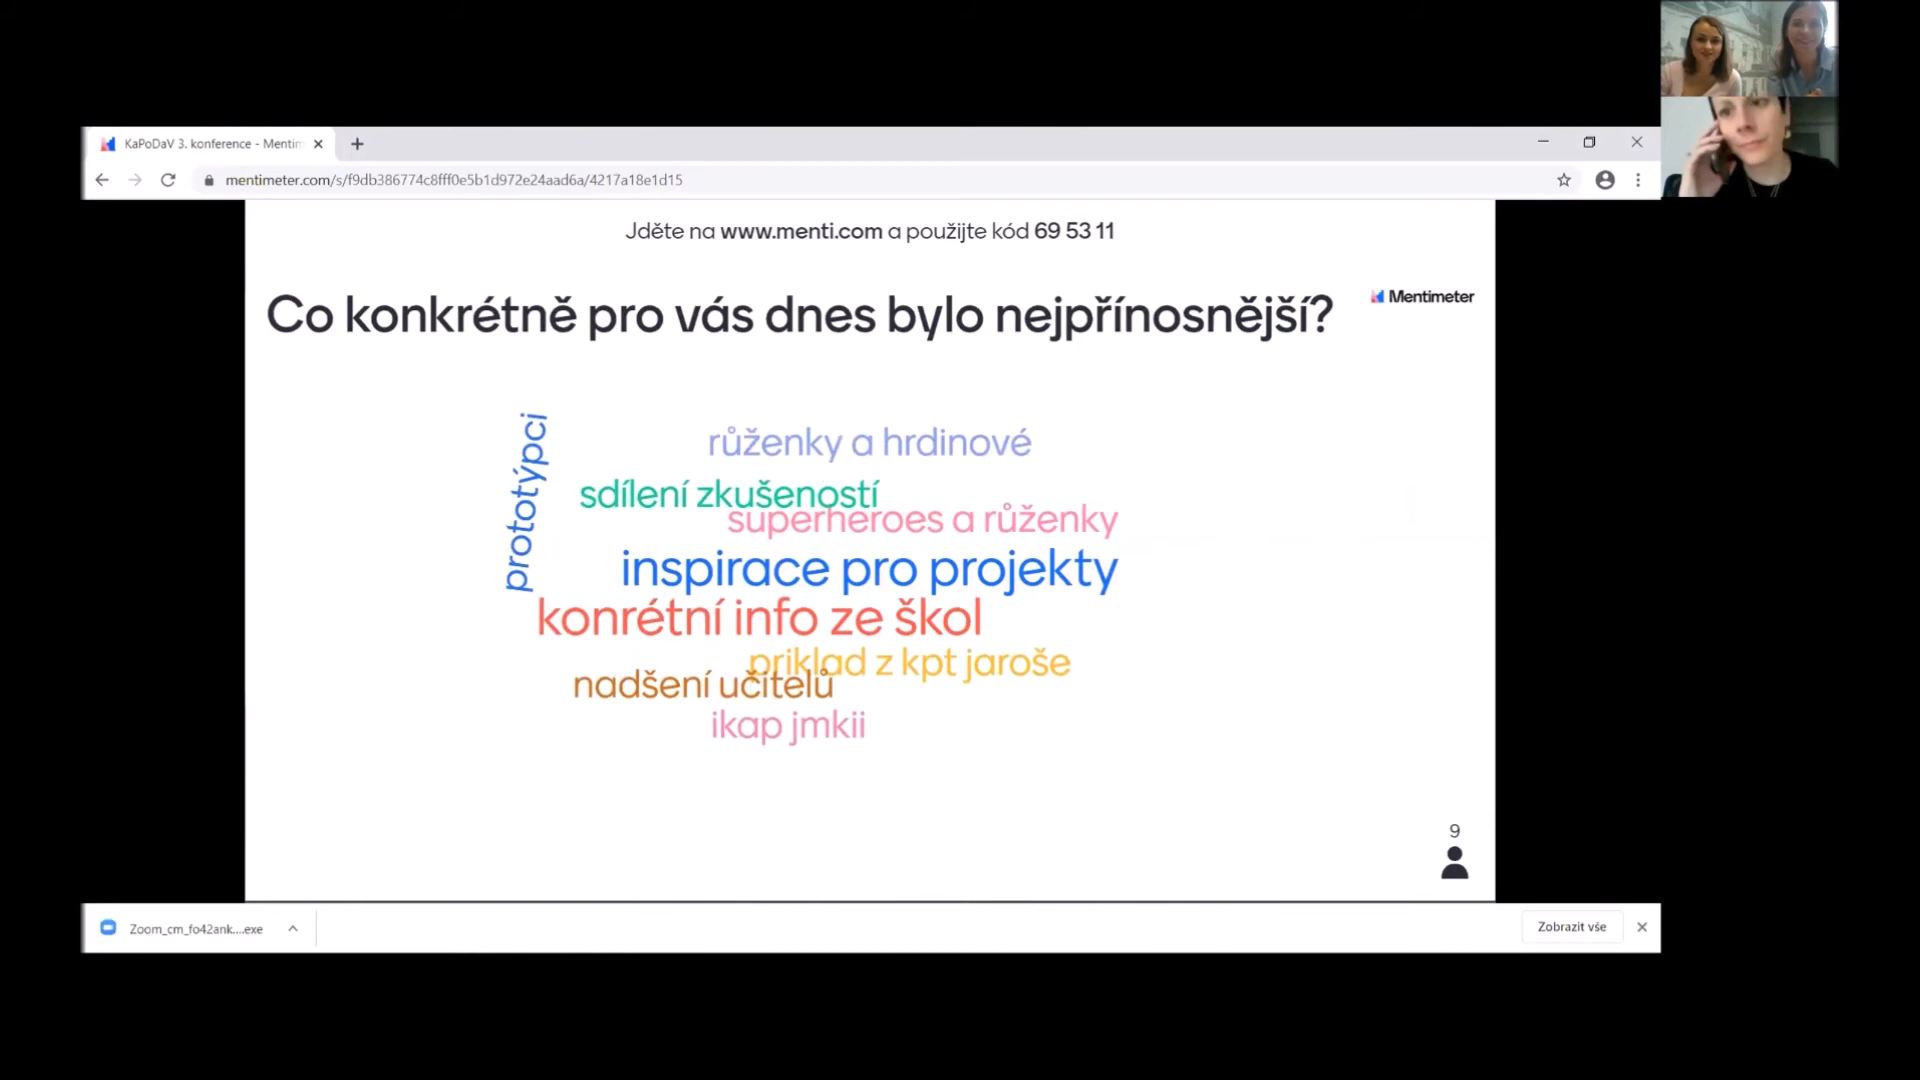 KaPoDaV 3. konference - Mentim
mentimeter.com/s/f9db386774c8fff0e5b1d972e24aad6a/4217a18e1d15
Jděte na www.menti.com a použijte kód 69 53 11
Co konkrétně pro vás dnes bylo nejpřínosnější?
Mentimeter
prototýpci
růženky a hrdinové
sdílení zkušeností
superheroes a růženky
inspirace pro projekty
konrétní info ze škol
priklad z kpt jaroše
nadšení učitelů
ikap jmkii
9
Zoom_cm_fo42ank....exe
Zobrazit vše